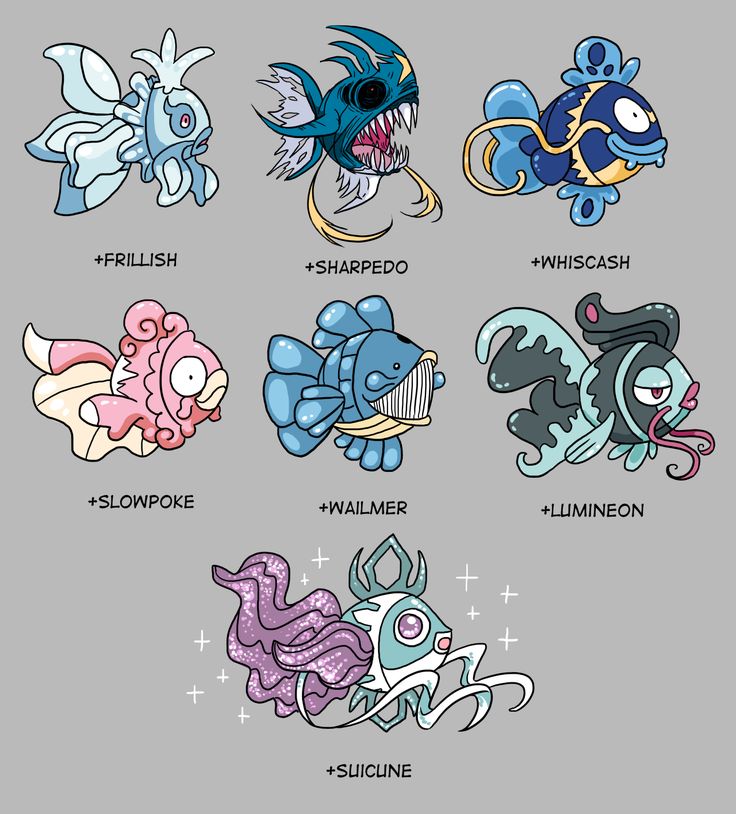 +FRILLISH
+SHARPEDO
+WHISCASH
+SLOWPOKE
+WAILMER
+LUMINEON
+SUICUNE